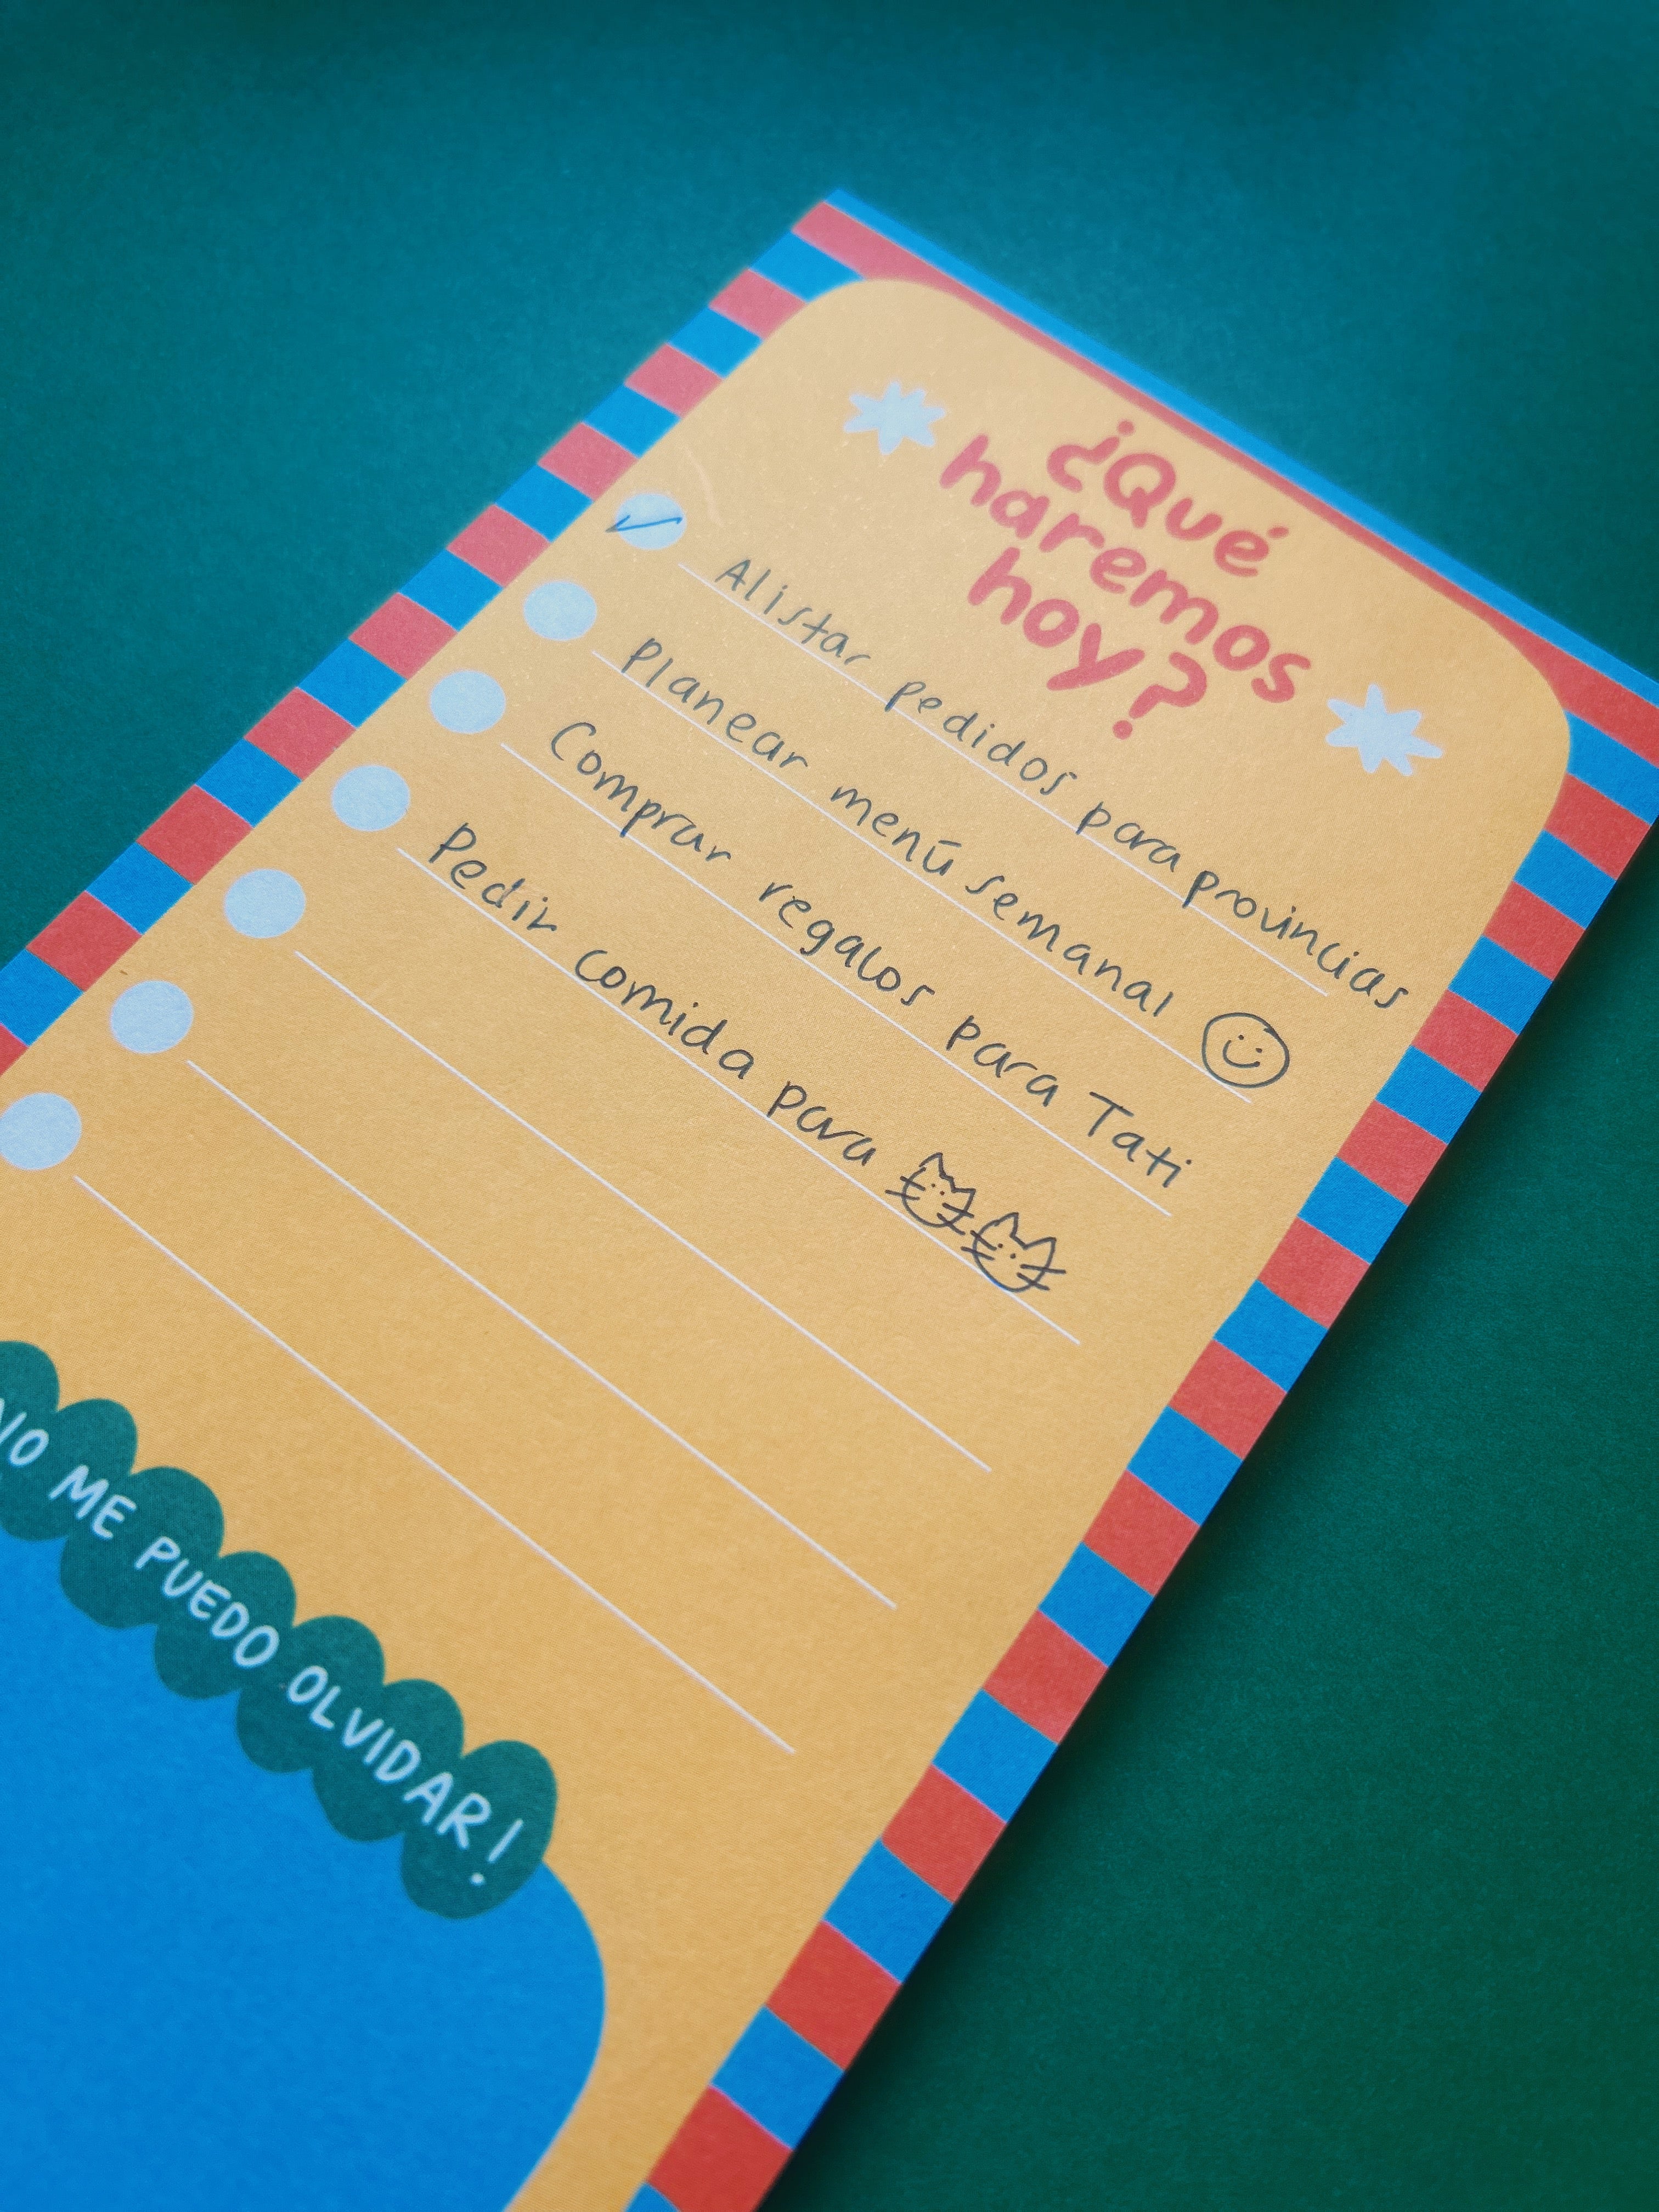 ¿Qué
haremos
hoy?
Alistar pedidos para provincias
Planear menú semanal
Comprar regalos para Tati
Pedir comida para
NO ME PUEDO OLVIDAR!